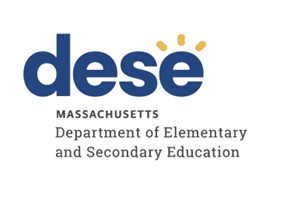 dese
MASSACHUSETTS
Department of Elementary
and Secondary Education